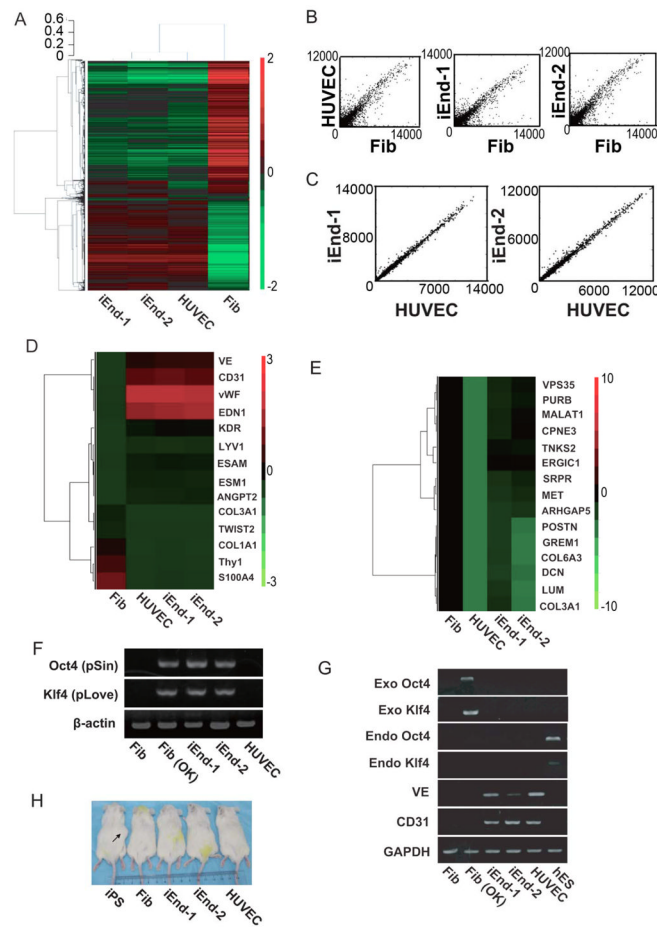 A
0.6
0.4
0.2
0
2
0
-2
iEnd-1
iEnd-2
HUVEC
Fib
B
12000
HUVEC
0
14000
Fib
14000
iEnd-1
0
14000
Fib
12000
iEnd-2
0
14000
Fib
C
14000
8000
iEnd-1
0
7000
14000
HUVEC
12000
6000
iEnd-2
0
6000
12000
HUVEC
D
VE
CD31
vWF
EDN1
KDR
LYV1
ESAM
ESM1
ANGPT2
COL3A1
TWIST2
COL1A1
Thy1
S100A4
3
0
-3
Fib
HUVEC
iEnd-1
iEnd-2
E
VPS35
PURB
MALAT1
CPNE3
TNKS2
ERGIC1
SRPR
MET
ARHGAP5
POSTN
GREM1
COL6A3
DCN
LUM
COL3A1
10
0
-10
Fib
HUVEC
iEnd-1
iEnd-2
F
Oct4 (pSin)
Klf4 (pLove)
β-actin
Fib
Fib (OK)
iEnd-1
iEnd-2
HUVEC
G
Exo Oct4
Exo Klf4
Endo Oct4
Endo Klf4
VE
CD31
GAPDH
Fib
Fib (OK)
iEnd-1
iEnd-2
HUVEC
hES
H
iPS
Fib
iEnd-1
iEnd-2
HUVEC